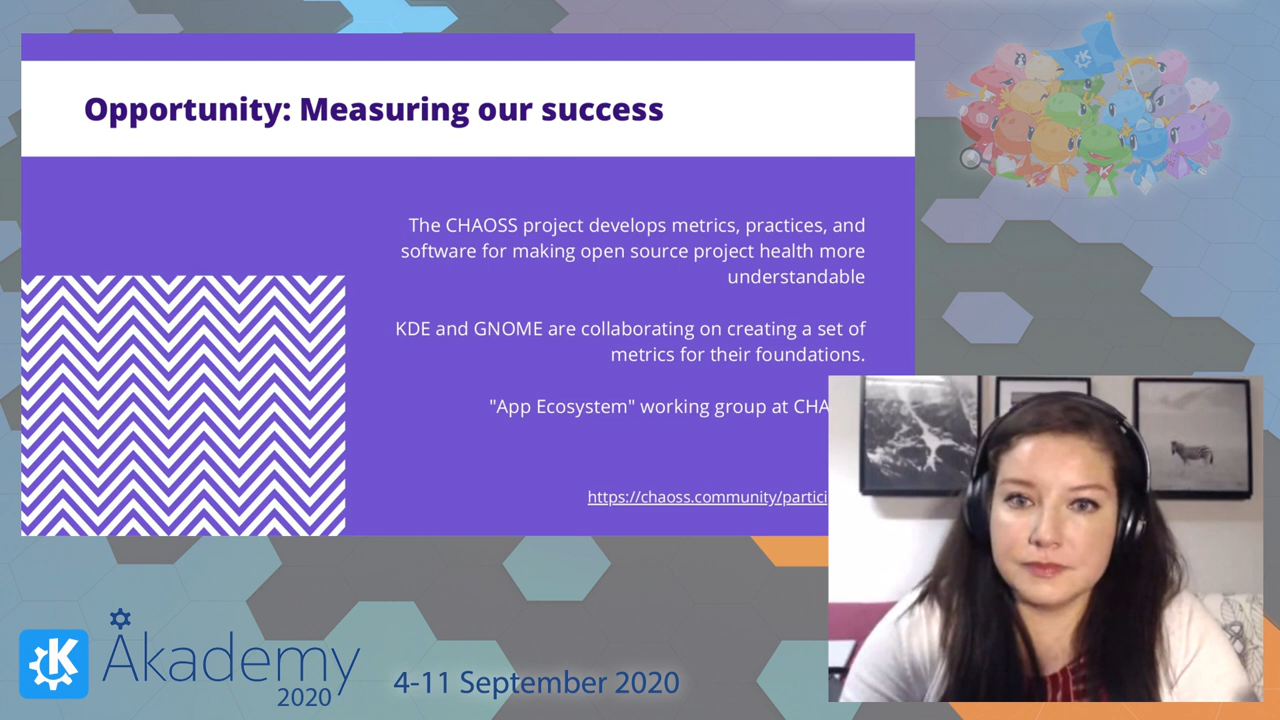 Opportunity: Measuring our success
The CHAOSS project develops metrics, practices, and
software for making open source project health more
understandable
KDE and GNOME are collaborating on creating a set of
metrics for their foundations.
"App Ecosystem" working group at CHA
https://chaoss.community/partici
Akademy
2020
4-11 September 2020